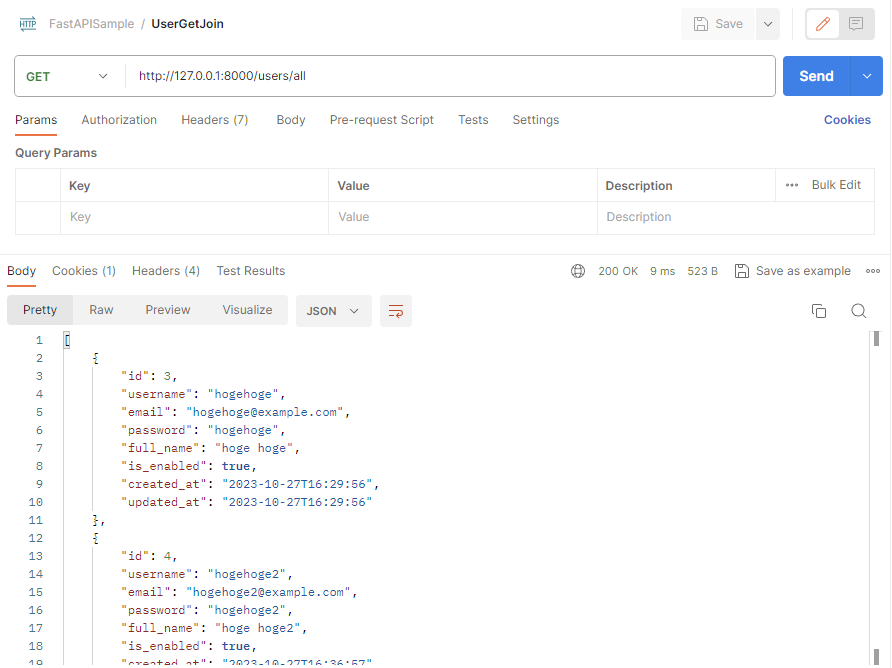 HTTP FastAPISample / UserGetJoin Save
GET http://127.0.0.1:8000/users/all Send
Params Authorization Headers (7) Body Pre-request Script Tests Settings Cookies
Query Params
Key Value Description Bulk Edit
Key Value Description
Body Cookies (1) Headers (4) Test Results 200 OK 9 ms 523 B Save as example
Pretty Raw Preview Visualize JSON
1 [
2 {
3 "id": 3,
4 "username": "hogehoge",
5 "email": "hogehoge@example.com",
6 "password": "hogehoge",
7 "full_name": "hoge hoge",
8 "is_enabled": true,
9 "created_at": "2023-10-27T16:29:56",
10 "updated_at": "2023-10-27T16:29:56"
11 },
12 {
13 "id": 4,
14 "username": "hogehoge2",
15 "email": "hogehoge2@example.com",
16 "password": "hogehoge2",
17 "full_name": "hoge hoge2",
18 "is_enabled": true,
19 "created_at": "2023-10-27T16:36:57"